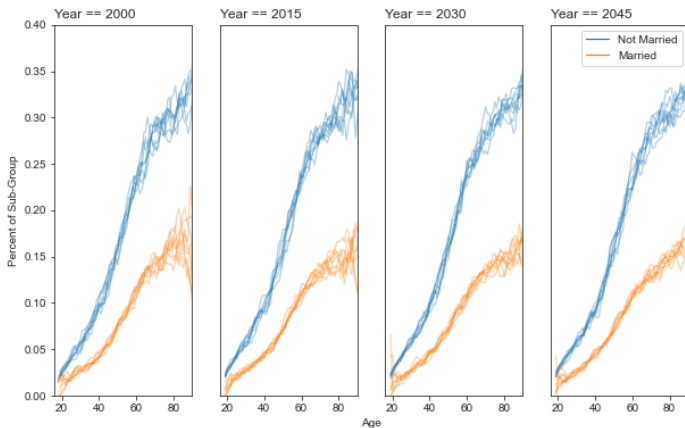 Year == 2000
Year == 2015
Year == 2030
Year == 2045
Not Married
Married
0.40
0.35
0.30
0.25
0.20
0.15
0.10
0.05
0.00
Percent of Sub-Group
20 40 60 80
20 40 60 80
20 40 60 80
20 40 60 80
Age